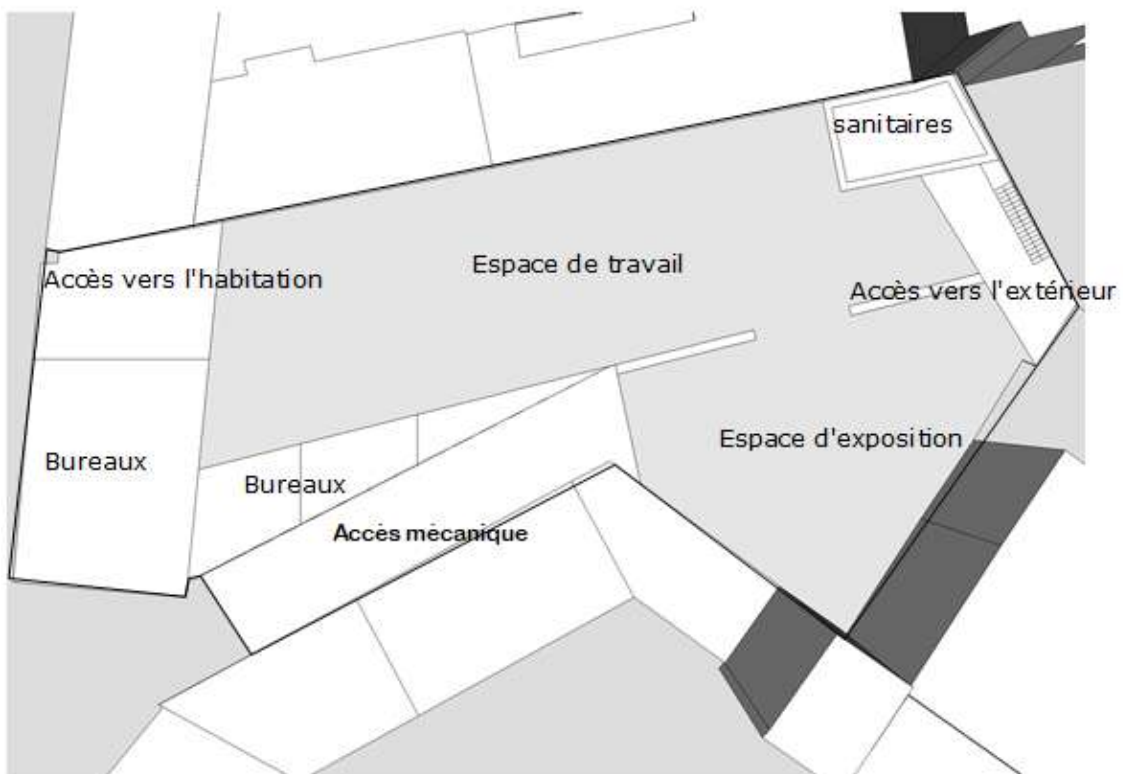 sanitaires
Espace de travail
Accès vers l'habitation
Accès vers l'extérieur
Espace d'exposition
Bureaux
Bureaux
Accès mécanique